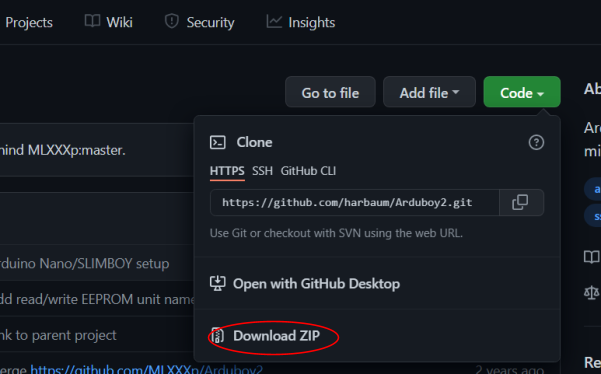 Projects Wiki Security Insights
Go to file Add file Code
Ab
hind MLXXXp:master.
Clone
Ar
HTTPS SSH GitHub CLI
mi
a
https://github.com/harbaum/Arduboy2.git
s
Use Git or checkout with SVN using the web URL.
rduino Nano/SLIMBOY setup
Open with GitHub Desktop
dd read/write EEPROM unit name
nk to parent project
Download ZIP
erge https://github.com/MLXXXp/Arduboy2
2 years ago
Re